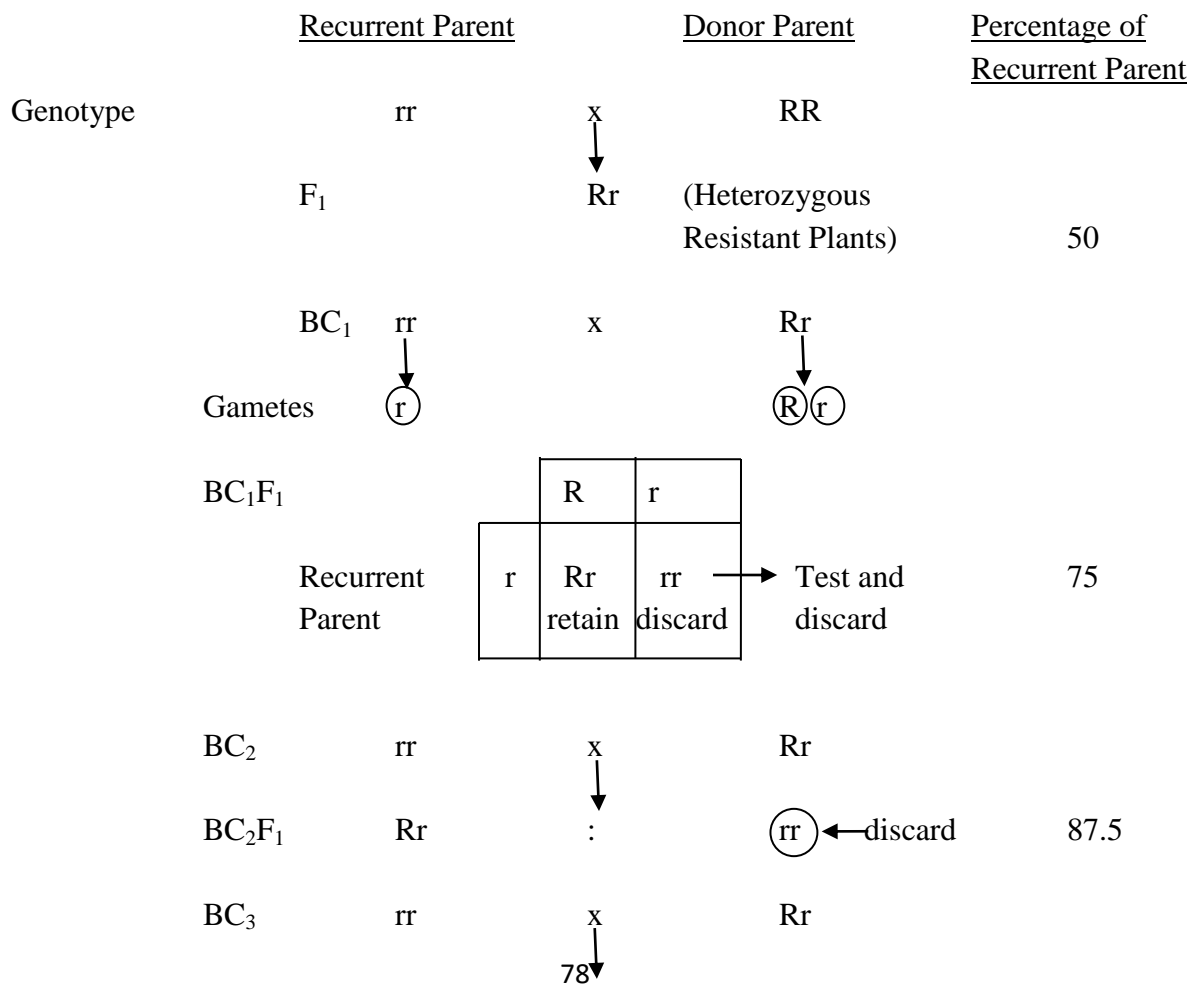 Recurrent Parent Donor Parent Percentage of
Recurrent Parent
Genotype rr x RR
F₁ Rr (Heterozygous
Resistant Plants) 50
BC₁ rr x Rr
Gametes r R r
BC₁F₁ R r
Recurrent r Rr rr Test and 75
Parent retain discard discard
BC₂ rr x Rr
BC₂F₁ Rr : rr discard 87.5
BC₃ rr x Rr
78